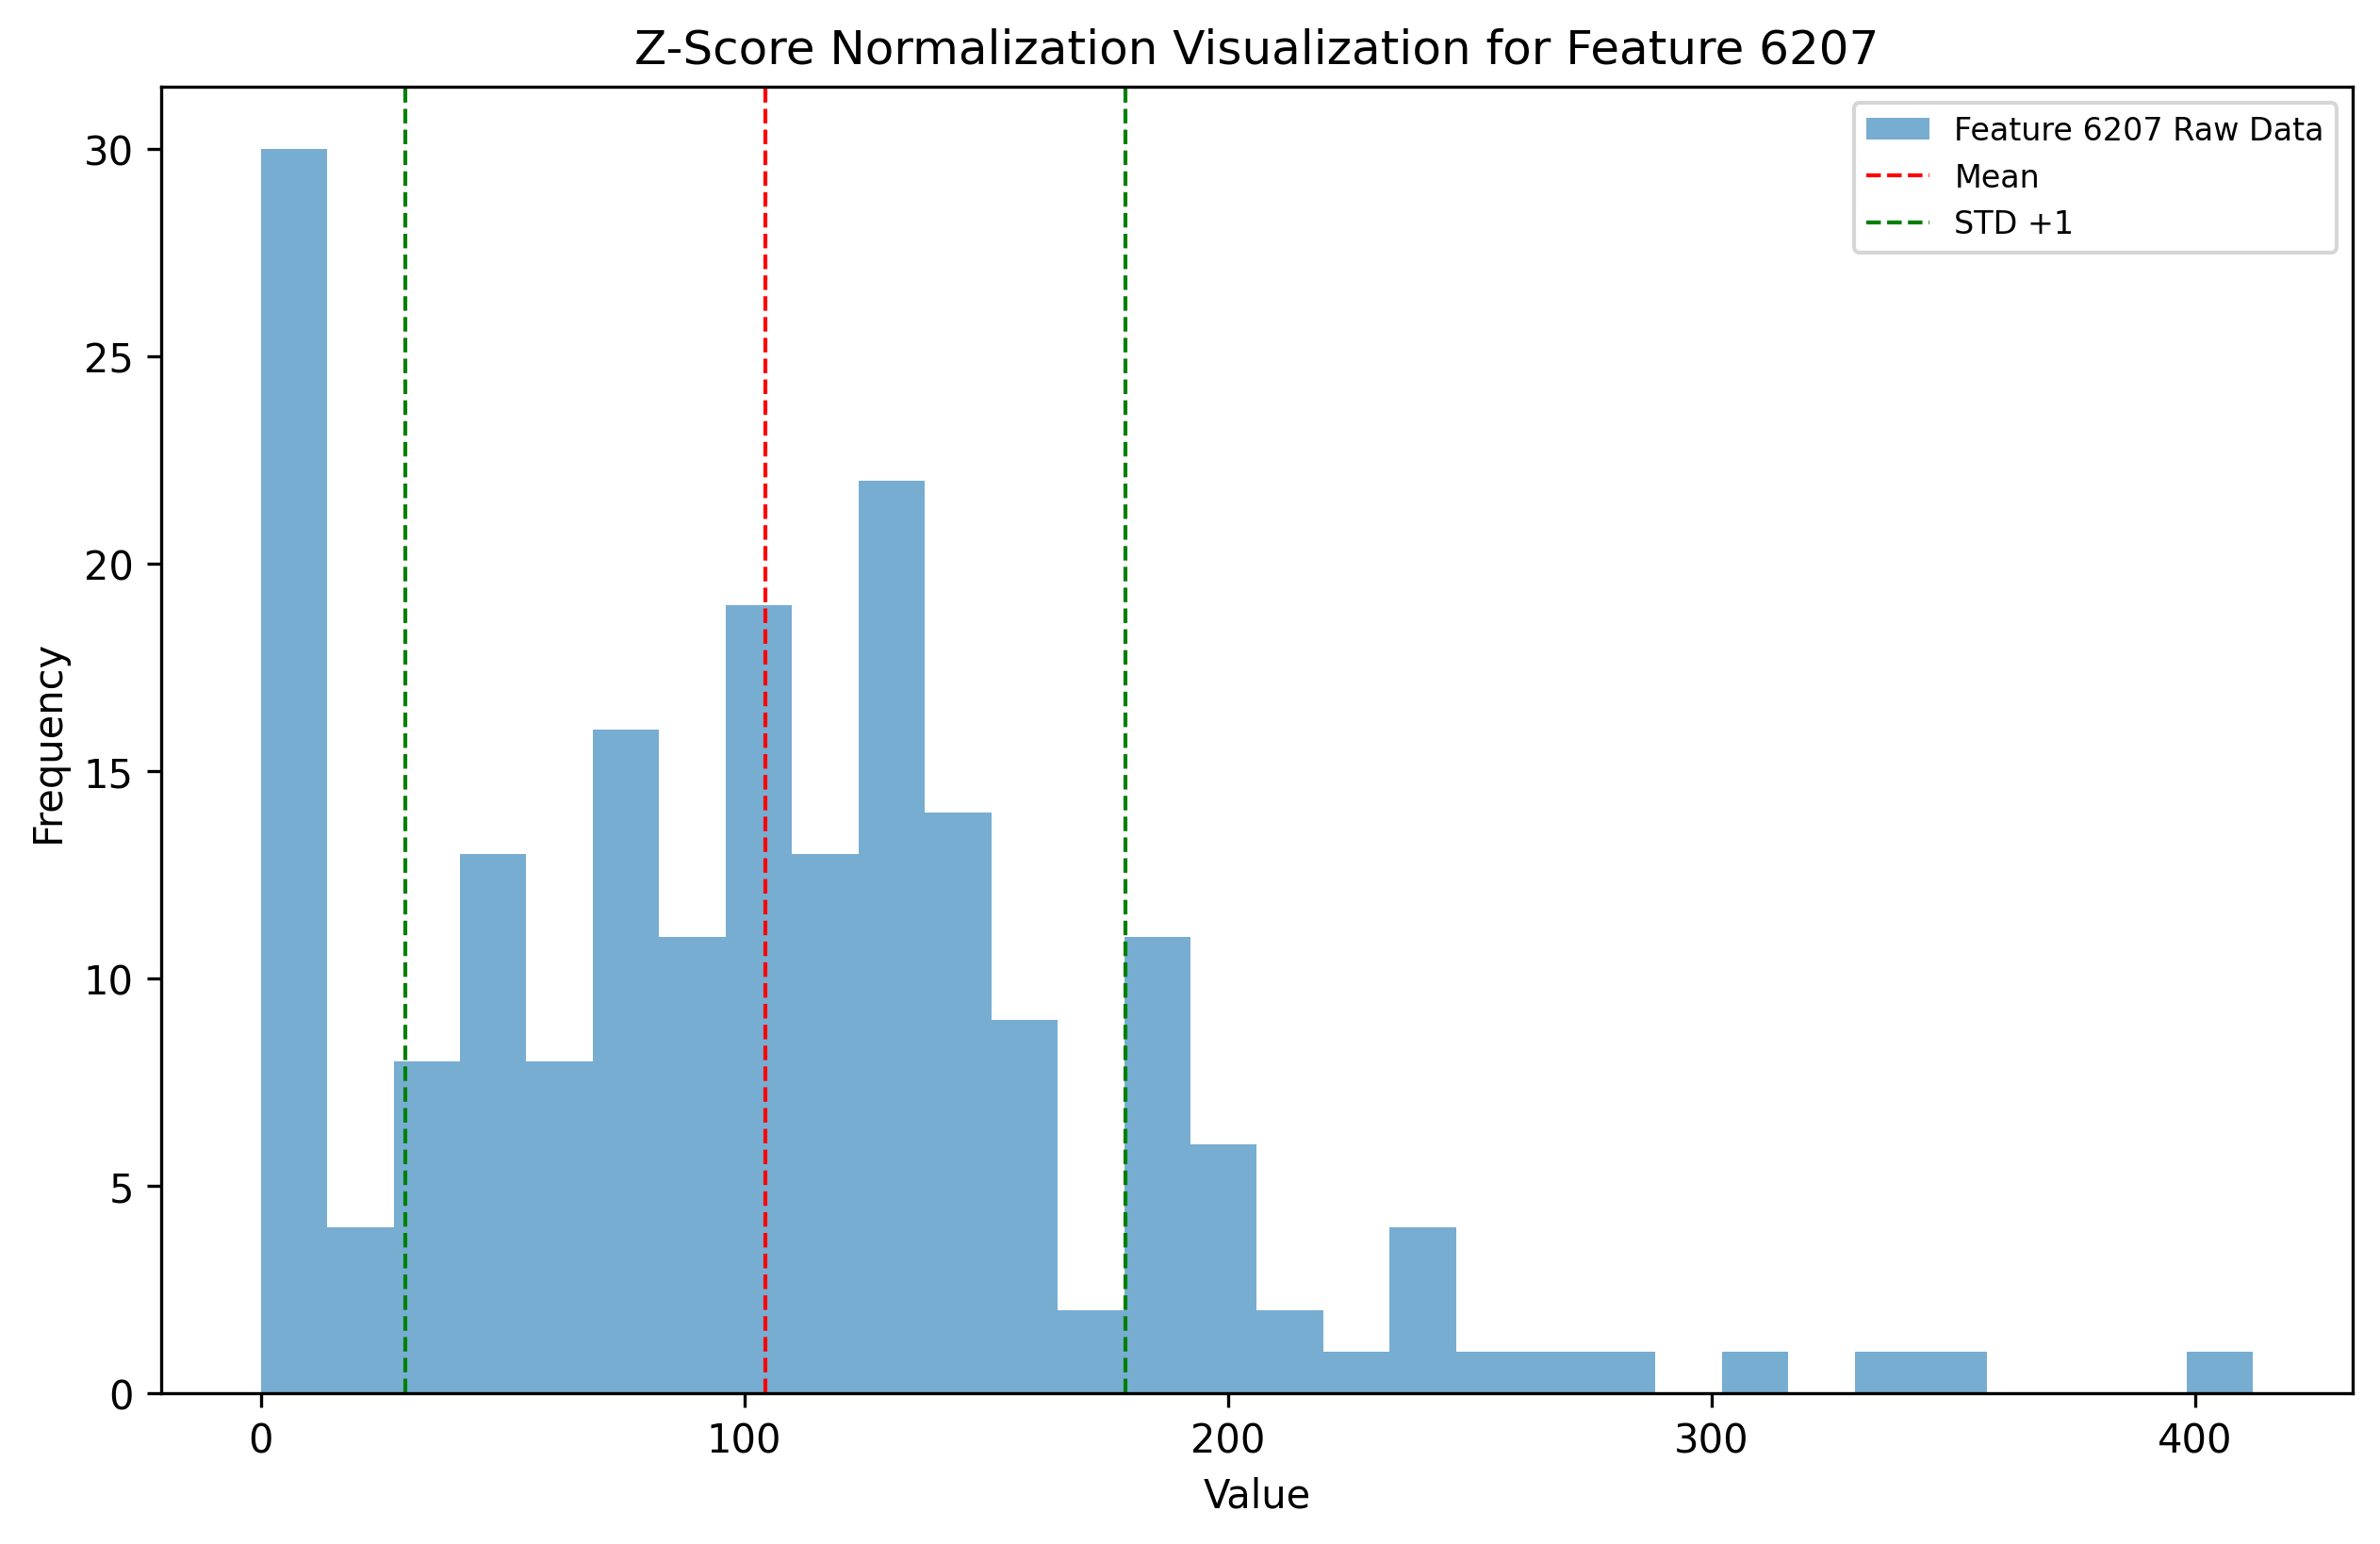 Z-Score Normalization Visualization for Feature 6207
Feature 6207 Raw Data
Mean
STD +1
30
25
20
15
10
5
0
Frequency
0 100 200 300 400
Value